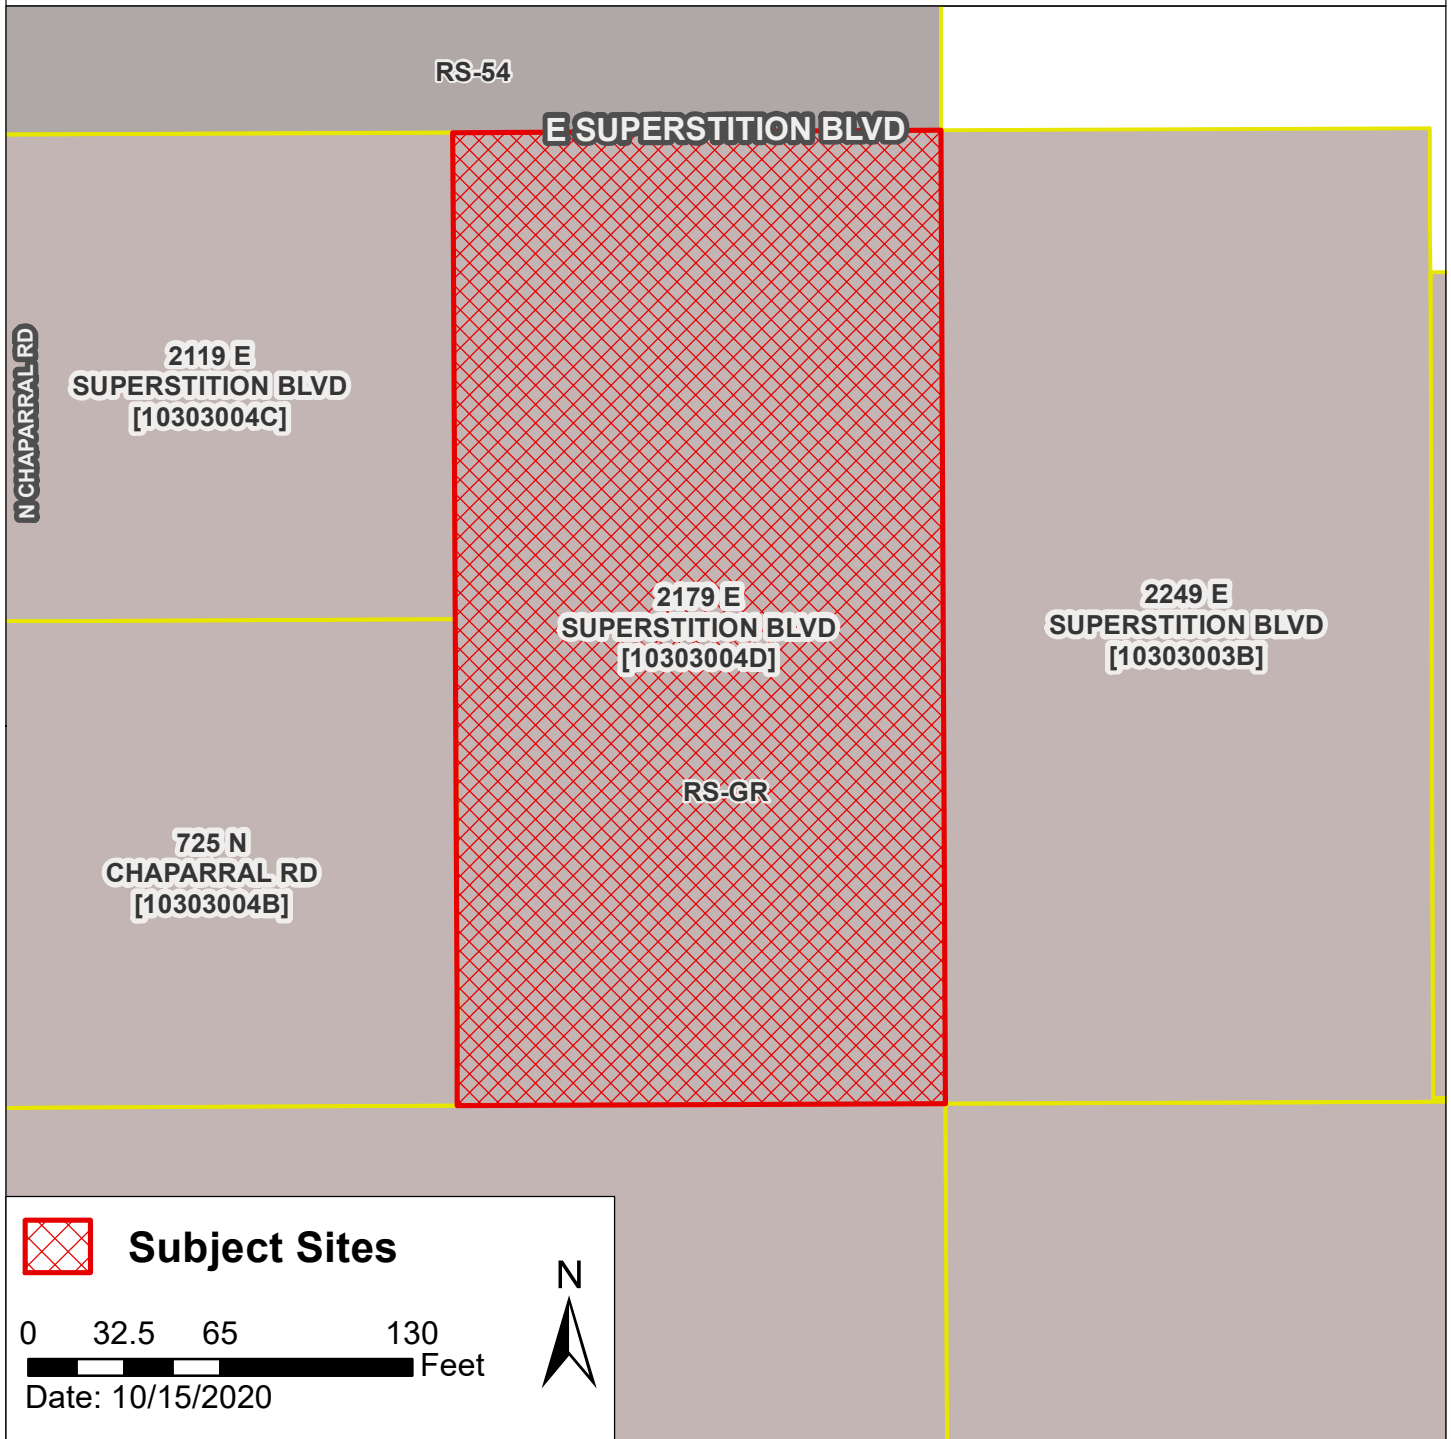 RS-54
E SUPERSTITION BLVD
N CHAPARRAL RD
2119 E
SUPERSTITION BLVD
[10303004C]
2179 E
SUPERSTITION BLVD
[10303004D]
2249 E
SUPERSTITION BLVD
[10303003B]
RS-GR
725 N
CHAPARRAL RD
[10303004B]
Subject Sites
N
0 32.5 65 130
Feet
Date: 10/15/2020